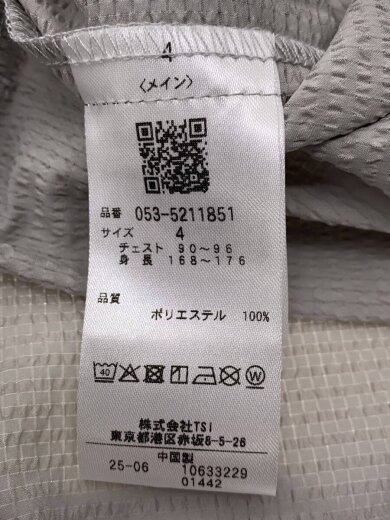 4
〈メイン〉
品番 053-5211851
サイズ 4
チェスト 90～96
身長 168～176
品質
ポリエステル 100%
40
W
株式会社TSI
東京都港区赤坂8-5-26
中国製
25-06 10633229
01442